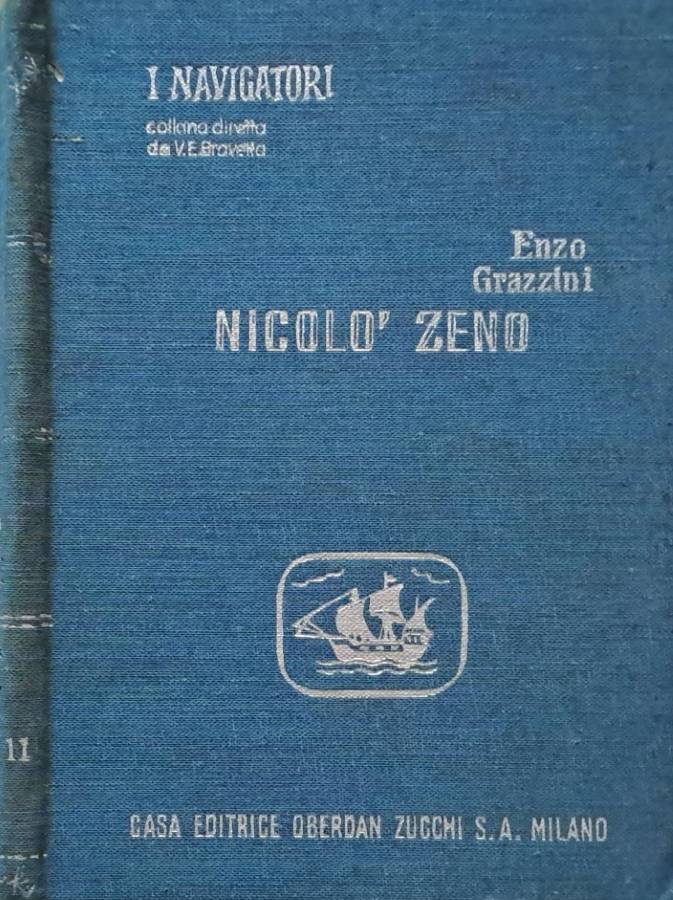 I NAVIGATORI
collana diretta
da V.E.Bravetta
Enzo
Grazzini
NICOLO' ZENO
11
CASA EDITRICE OBERDAN ZUCCHI S.A. MILANO